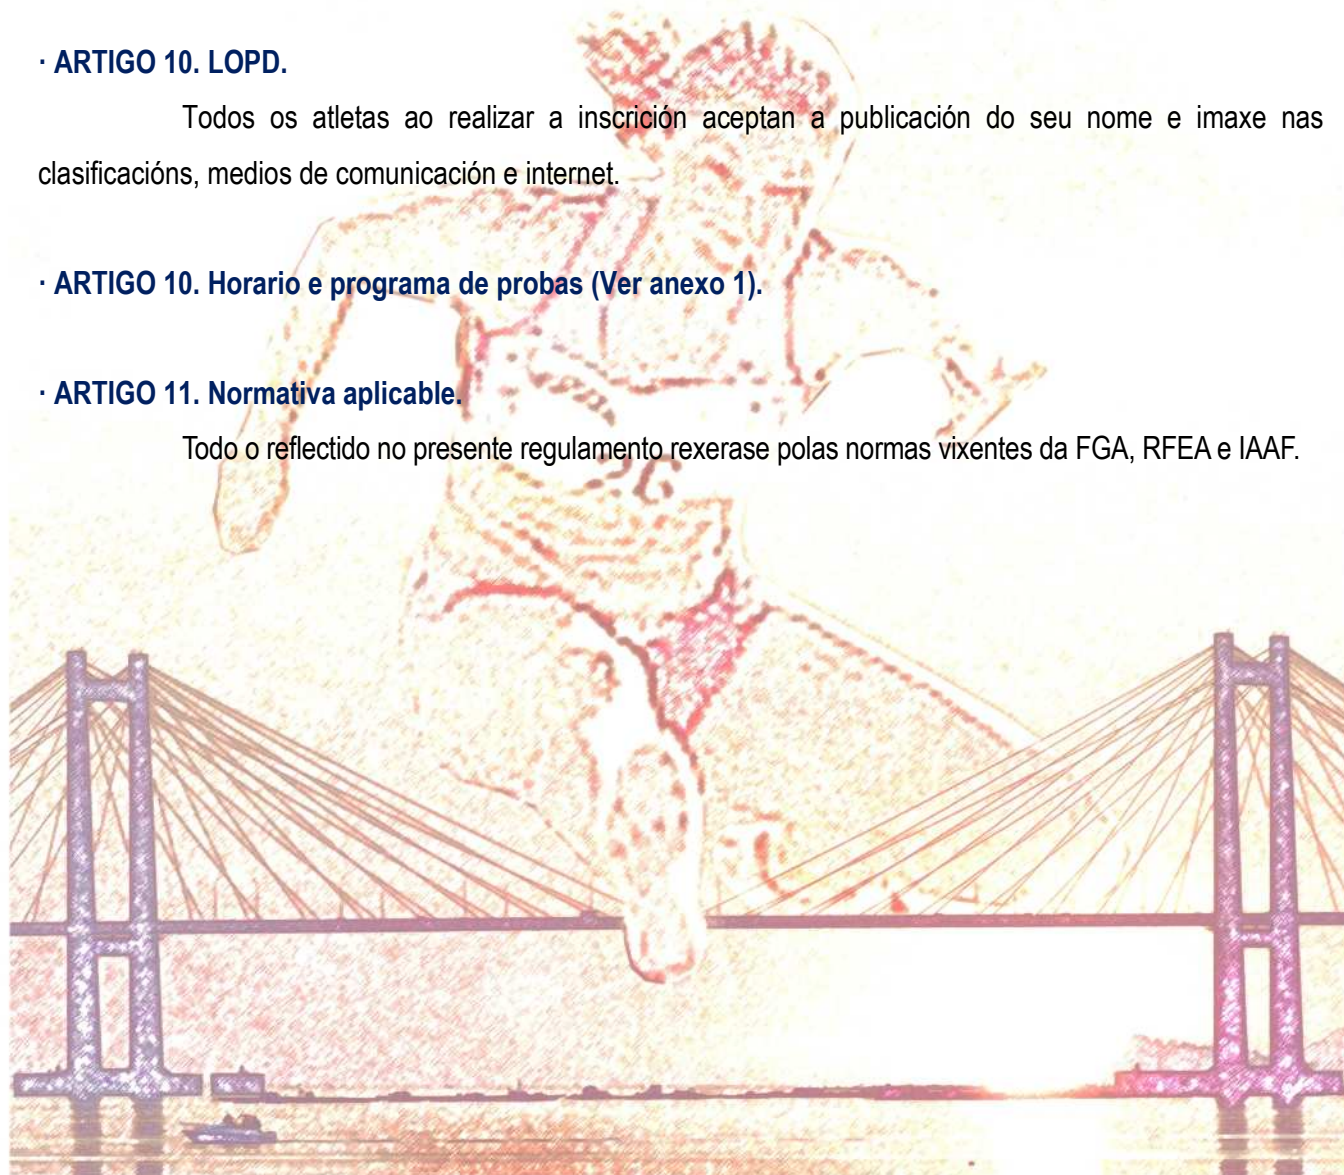 · ARTIGO 10. LOPD.
Todos os atletas ao realizar a inscrición aceptan a publicación do seu nome e imaxe nas
clasificacións, medios de comunicación e internet.
· ARTIGO 10. Horario e programa de probas (Ver anexo 1).
· ARTIGO 11. Normativa aplicable.
Todo o reflectido no presente regulamento rexerase polas normas vixentes da FGA, RFEA e IAAF.